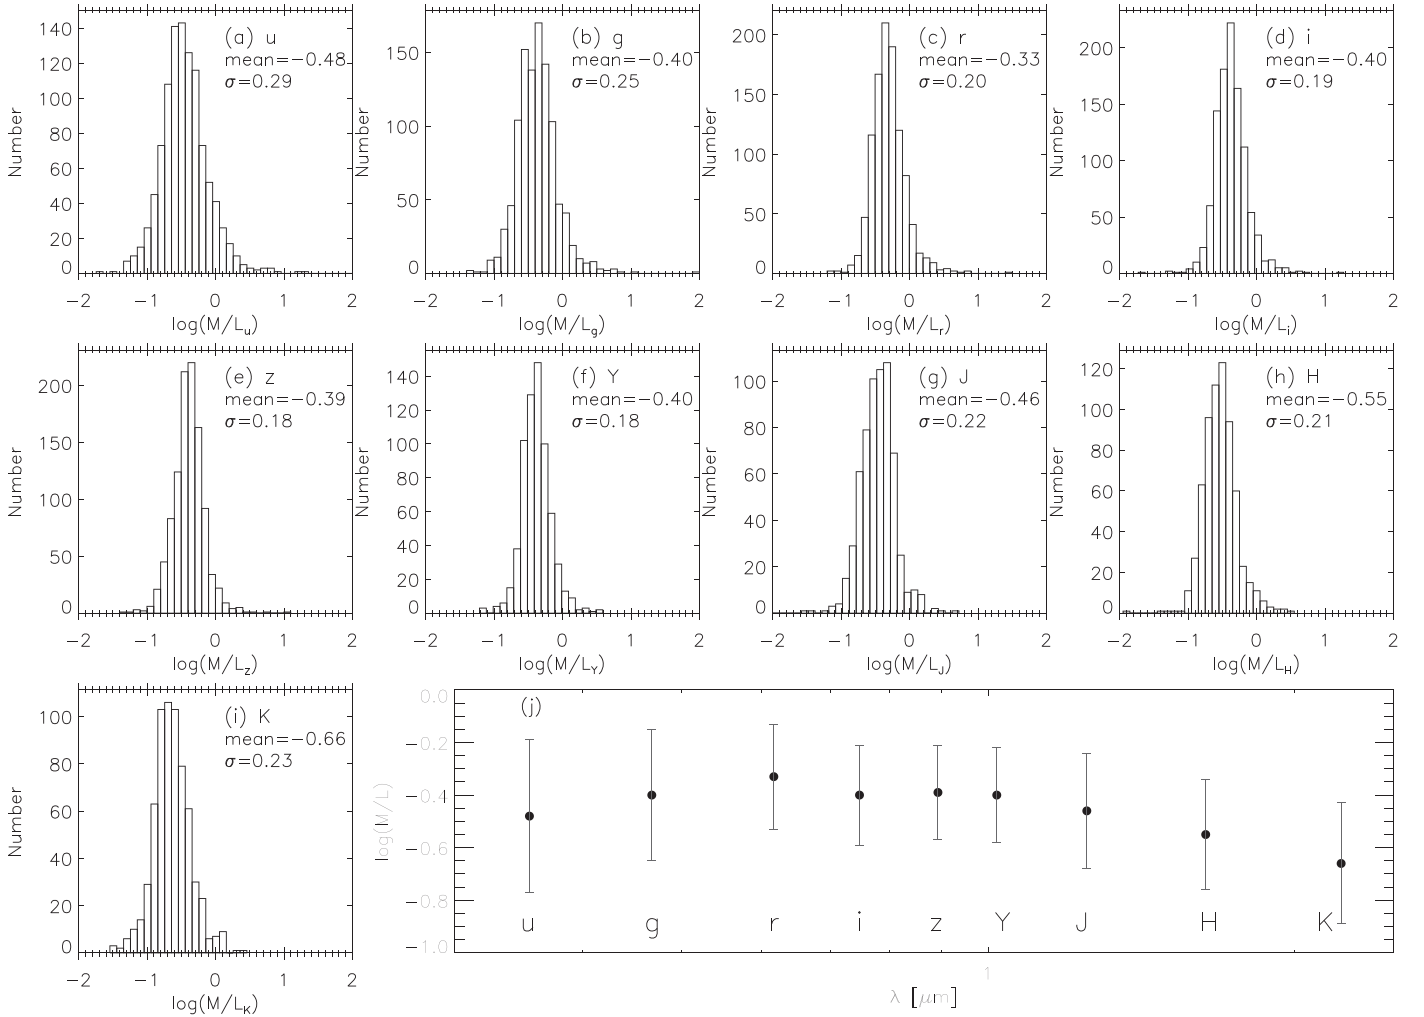 (a) u
mean=−0.48
σ=0.29
140
120
100
80
60
40
20
0
Number
−2 −1 0 1 2
log(M/Lu)
(b) g
mean=−0.40
σ=0.25
150
100
50
0
Number
−2 −1 0 1 2
log(M/Lg)
(c) r
mean=−0.33
σ=0.20
200
150
100
50
0
Number
−2 −1 0 1 2
log(M/Lr)
(d) i
mean=−0.40
σ=0.19
200
150
100
50
0
Number
−2 −1 0 1 2
log(M/Li)
(e) z
mean=−0.39
σ=0.18
200
150
100
50
0
Number
−2 −1 0 1 2
log(M/Lz)
(f) Y
mean=−0.40
σ=0.18
140
120
100
80
60
40
20
0
Number
−2 −1 0 1 2
log(M/LY)
(g) J
mean=−0.46
σ=0.22
100
80
60
40
20
0
Number
−2 −1 0 1 2
log(M/LJ)
(h) H
mean=−0.55
σ=0.21
120
100
80
60
40
20
0
Number
−2 −1 0 1 2
log(M/LH)
(i) K
mean=−0.66
σ=0.23
100
80
60
40
20
0
Number
−2 −1 0 1 2
log(M/LK)
(j)
0.0
−0.2
−0.4
−0.6
−0.8
−1.0
log(M/L)
u g r i z Y J H K
1
λ [μm]